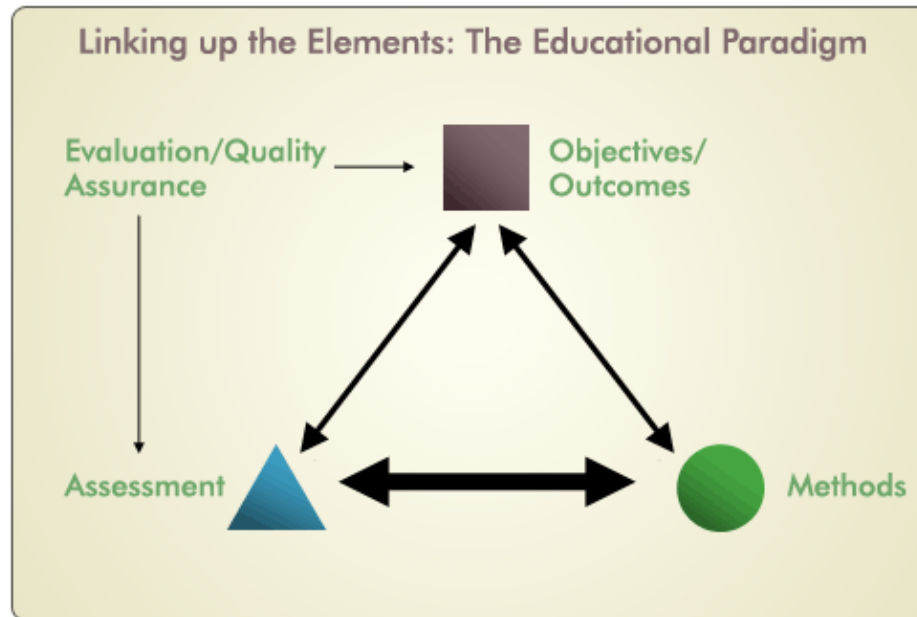 Linking up the Elements: The Educational Paradigm
Evaluation/Quality
Assurance
Objectives/
Outcomes
Assessment
Methods